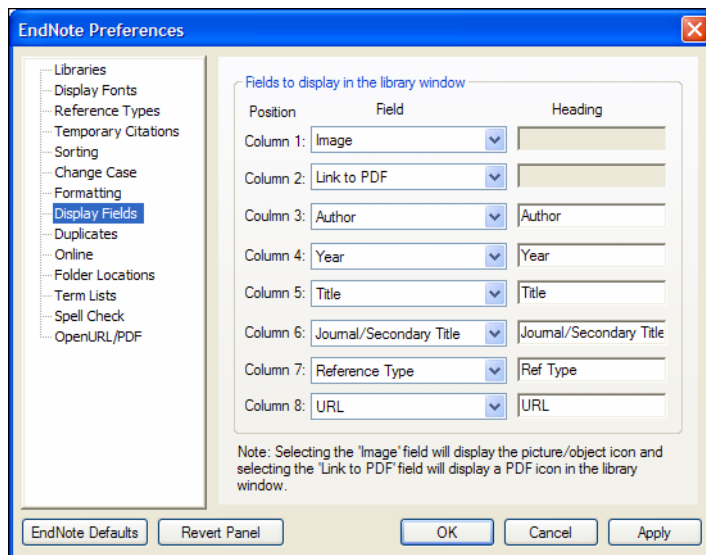 EndNote Preferences
Libraries
Display Fonts
Reference Types
Temporary Citations
Sorting
Change Case
Formatting
Display Fields
Duplicates
Online
Folder Locations
Term Lists
Spell Check
OpenURL/PDF
Fields to display in the library window
Position Field Heading
Column 1: Image
Column 2: Link to PDF
Coulmn 3: Author Author
Column 4: Year Year
Column 5: Title Title
Column 6: Journal/Secondary Title Journal/Secondary Title
Column 7: Reference Type Ref Type
Column 8: URL URL
Note: Selecting the 'Image' field will display the picture/object icon and
selecting the 'Link to PDF' field will display a PDF icon in the library
window.
EndNote Defaults Revert Panel OK Cancel Apply